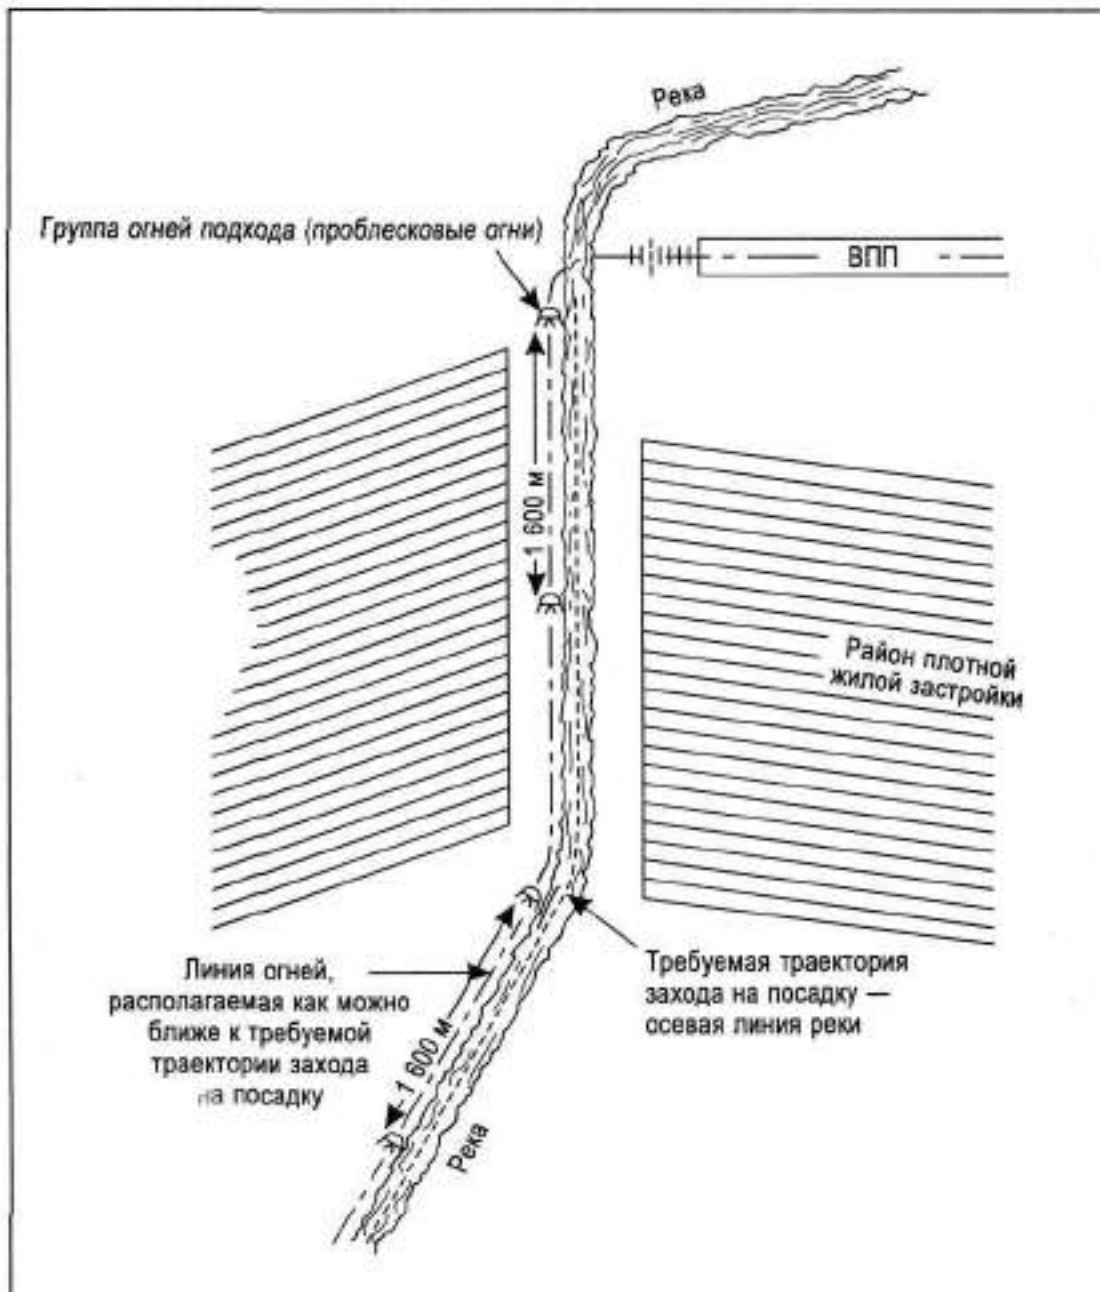 Река
Группа огней подхода (проблесковые огни)
ВПП
1 600 м
Район плотной
жилой застройки
Линия огней,
располагаемая как можно
ближе к требуемой
траектории захода
на посадку
Требуемая траектория
захода на посадку —
осевая линия реки
1 600 м
Река